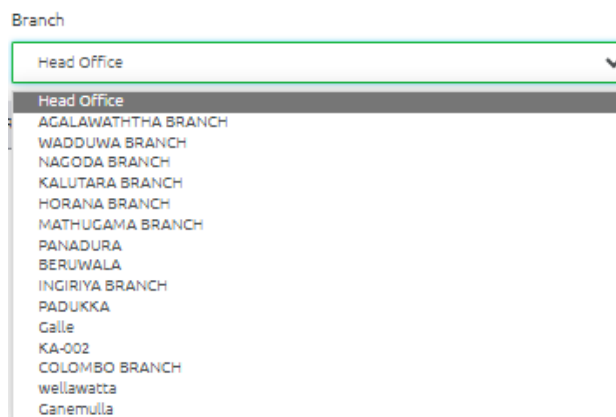 Branch
Head Office
Head Office
AGALAWATHTHA BRANCH
WADDUWA BRANCH
NAGODA BRANCH
KALUTARA BRANCH
HORANA BRANCH
MATHUGAMA BRANCH
PANADURA
BERUWALA
INGIRIYA BRANCH
PADUKKA
Galle
KA-002
COLOMBO BRANCH
wellawatta
Ganemulla